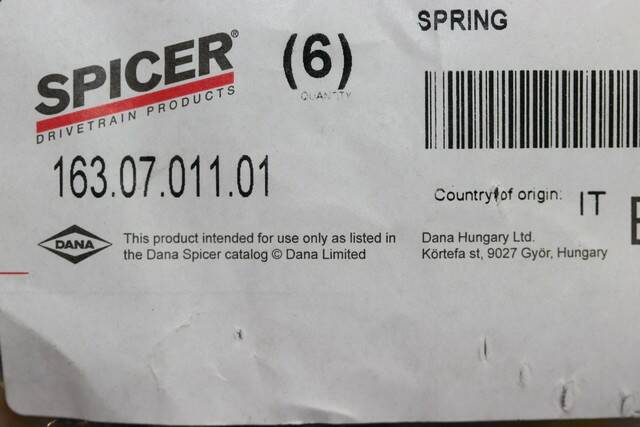 SPICER®
DRIVETRAIN PRODUCTS
(6)
QUANTITY
SPRING
163.07.011.01
Country of origin: IT
DANA
This product intended for use only as listed in
the Dana Spicer catalog © Dana Limited
Dana Hungary Ltd.
Körtefa st, 9027 Győr, Hungary